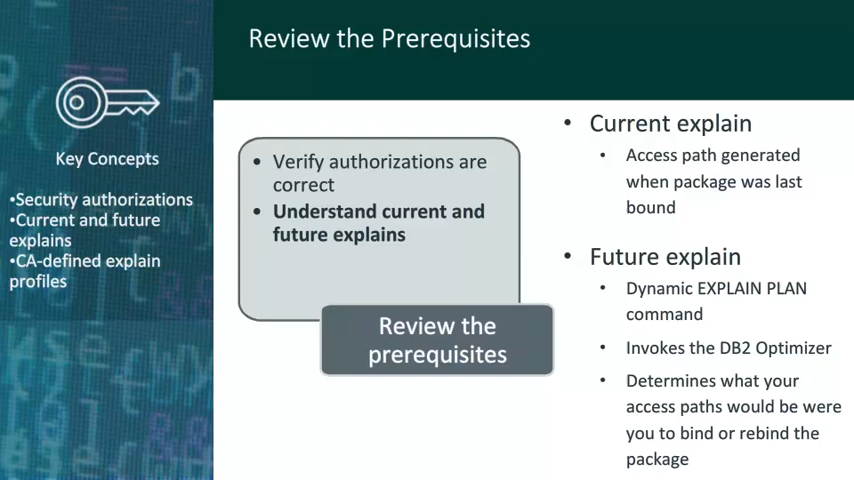 Review the Prerequisites
Key Concepts
•Security authorizations
•Current and future
explains
•CA-defined explain
profiles
• Verify authorizations are
correct
• Understand current and
future explains
Review the
prerequisites
• Current explain
• Access path generated
when package was last
bound
• Future explain
• Dynamic EXPLAIN PLAN
command
• Invokes the DB2 Optimizer
• Determines what your
access paths would be were
you to bind or rebind the
package